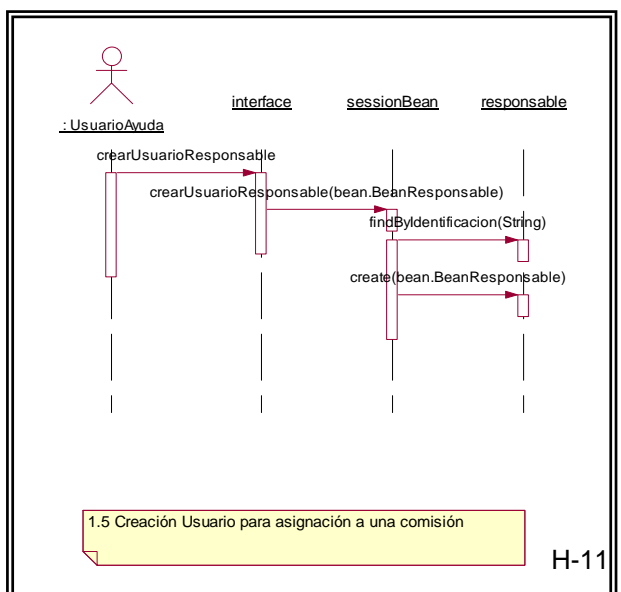 interface
sessionBean
responsable
: UsuarioAyuda
crearUsuarioResponsable
crearUsuarioResponsable(bean.BeanResponsable)
findByIdentificacion(String)
create(bean.BeanResponsable)
1.5 Creación Usuario para asignación a una comisión
H-11